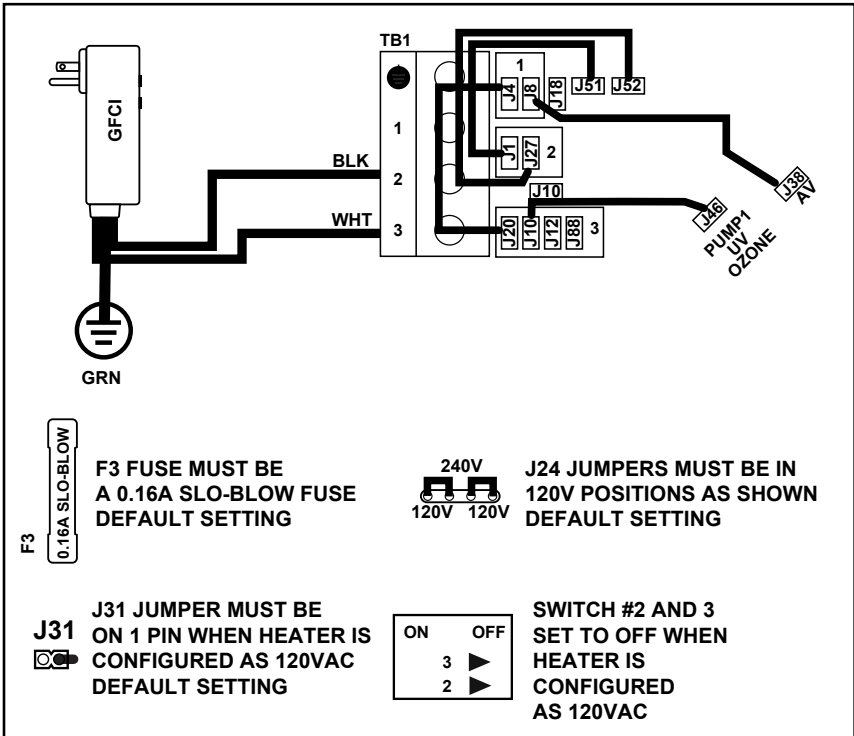 TB1
GFCI
BLK
WHT
GRN
1
2
3
1
J4
J8
J18
J51
J52
J1
J27
2
J10
J20
J10
J12
J88
3
J38
AV
J46
PUMP1
UV
OZONE
F3
0.16A SLO-BLOW
F3 FUSE MUST BE
A 0.16A SLO-BLOW FUSE
DEFAULT SETTING
240V
120V 120V
J24 JUMPERS MUST BE IN
120V POSITIONS AS SHOWN
DEFAULT SETTING
J31
J31 JUMPER MUST BE
ON 1 PIN WHEN HEATER IS
CONFIGURED AS 120VAC
DEFAULT SETTING
ON OFF
3
2
SWITCH #2 AND 3
SET TO OFF WHEN
HEATER IS
CONFIGURED
AS 120VAC